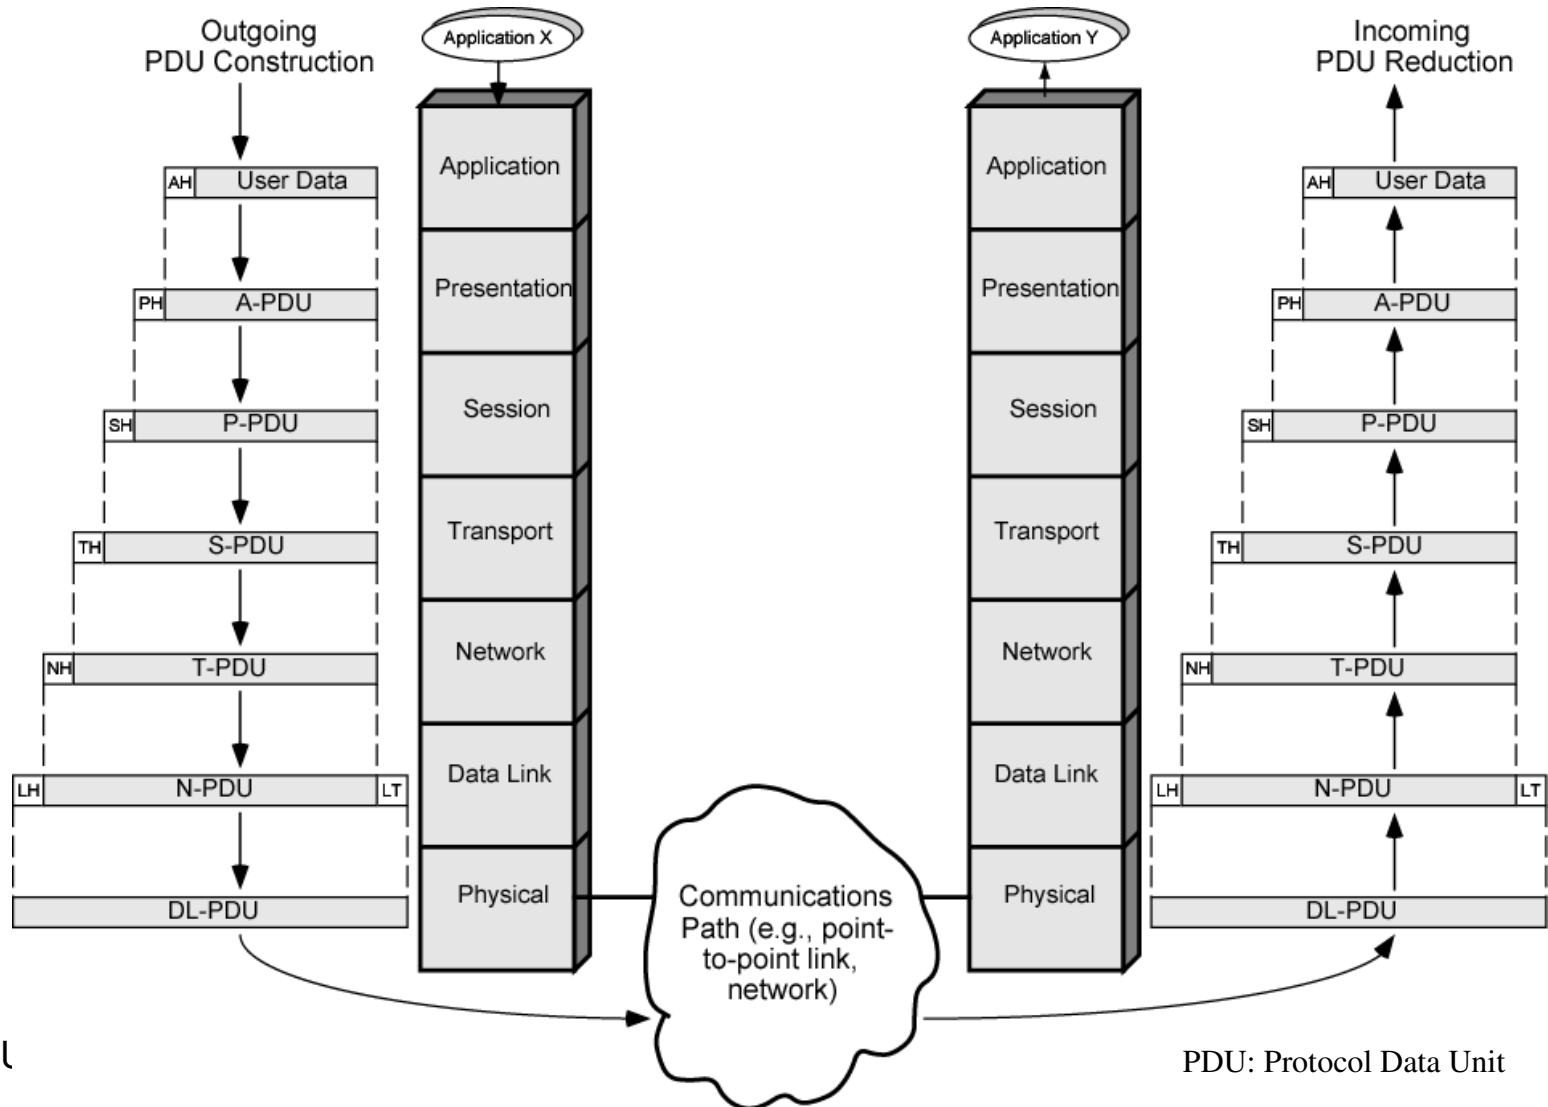 Outgoing
PDU Construction
AH User Data
PH A-PDU
SH P-PDU
TH S-PDU
NH T-PDU
LH N-PDU LT
DL-PDU
Application X
Application
Presentation
Session
Transport
Network
Data Link
Physical
Communications
Path (e.g., point-
to-point link,
network)
Application Y
Application
Presentation
Session
Transport
Network
Data Link
Physical
Incoming
PDU Reduction
AH User Data
PH A-PDU
SH P-PDU
TH S-PDU
NH T-PDU
LH N-PDU LT
DL-PDU
PDU: Protocol Data Unit